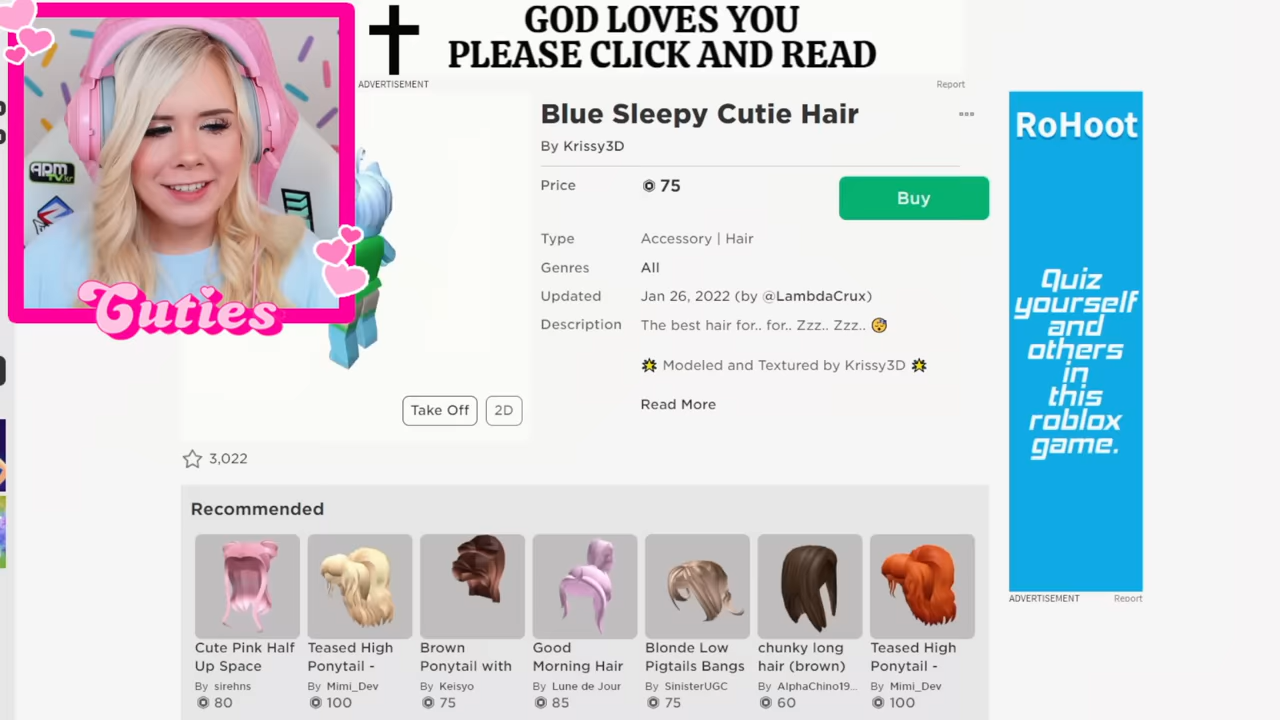 GOD LOVES YOU
PLEASE CLICK AND READ
ADVERTISEMENT
Report
Cuties
Blue Sleepy Cutie Hair
By Krissy3D
Price
75
Buy
Type
Accessory | Hair
Genres
All
Updated
Jan 26, 2022 (by @LambdaCrux)
Description
The best hair for.. for.. Zzz.. Zzz.. 😴
🌟 Modeled and Textured by Krissy3D 🌟
Read More
Take Off
2D
3,022
RoHoot
Quiz
yourself
and
others
in
this
roblox
game.
ADVERTISEMENT
Report
Recommended
Cute Pink Half
Up Space
By sirehns
80
Teased High
Ponytail -
By Mimi_Dev
100
Brown
Ponytail with
By Keisyo
75
Good
Morning Hair
By Lune de Jour
85
Blonde Low
Pigtails Bangs
By SinisterUGC
75
chunky long
hair (brown)
By AlphaChino19...
60
Teased High
Ponytail -
By Mimi_Dev
100